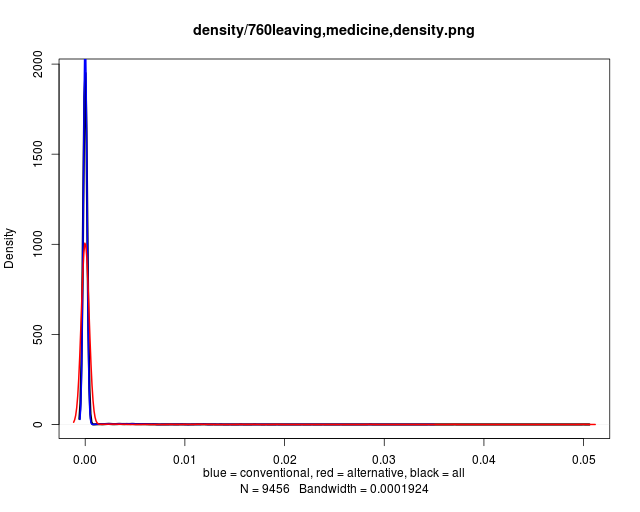 density/760leaving,medicine,density.png
2000
1500
1000
500
0
Density
0.00 0.01 0.02 0.03 0.04 0.05
blue = conventional, red = alternative, black = all
N = 9456 Bandwidth = 0.0001924